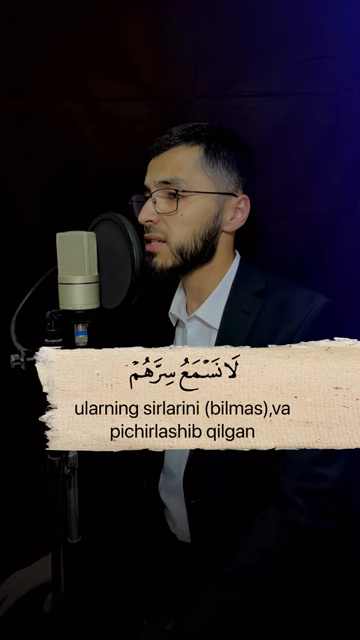 لَا نَسْمَعُ سِرَّهُمْ
ularning sirlarini (bilmas),va
pichirlashib qilgan